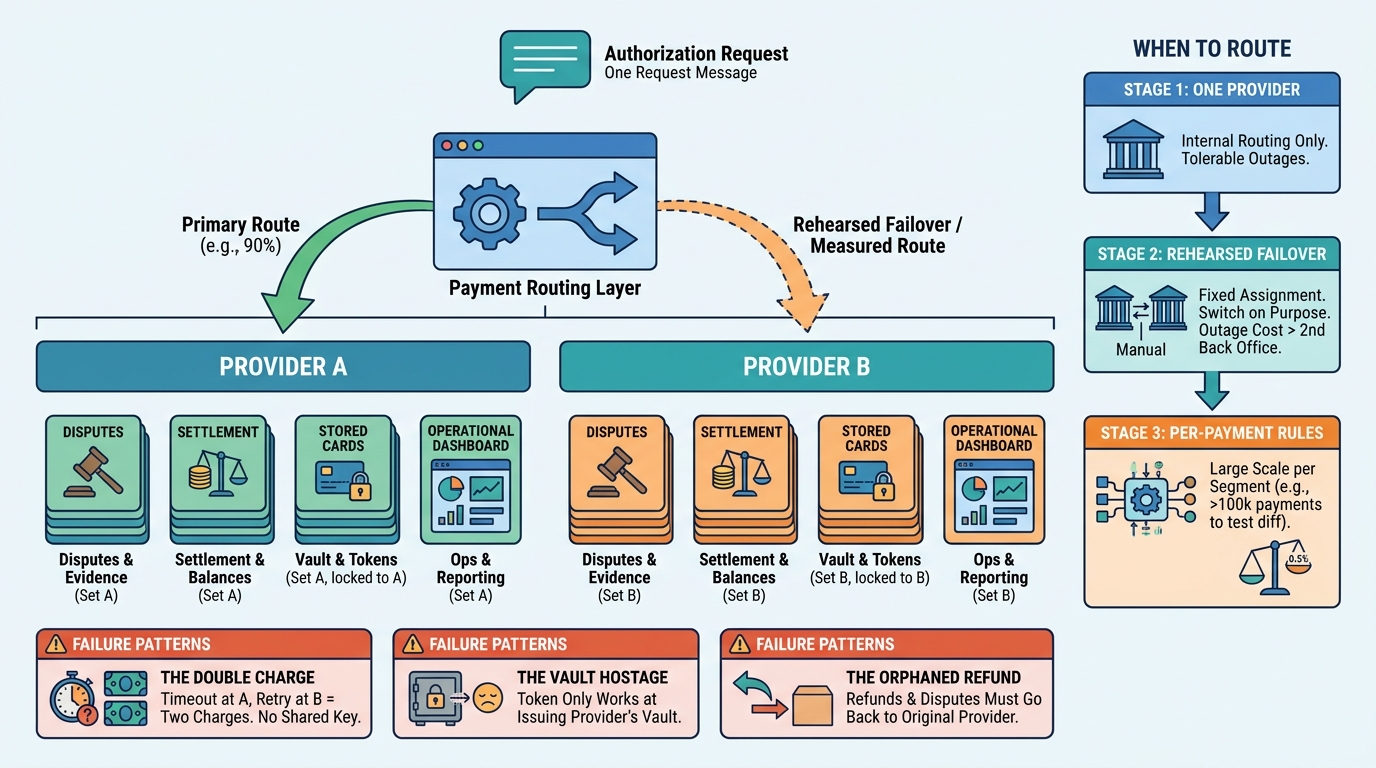 Authorization Request
One Request Message
Primary Route
(e.g., 90%)
Rehearsed Failover /
Measured Route
Payment Routing Layer
PROVIDER A
PROVIDER B
DISPUTES
SETTLEMENT
STORED
CARDS
OPERATIONAL
DASHBOARD
DISPUTES
SETTLEMENT
STORED
CARDS
OPERATIONAL
DASHBOARD
Disputes &
Evidence
(Set A)
Settlement &
Balances
(Set A)
Vault & Tokens
(Set A, locked to A)
Ops &
Reporting
(Set A)
Disputes &
Evidence
(Set B)
Settlement &
Balances
(Set B)
Vault & Tokens
(Set B, locked to B)
Ops &
Reporting
(Set B)
FAILURE PATTERNS
THE DOUBLE CHARGE
Timeout at A, Retry at B =
Two Charges. No Shared Key.
?
FAILURE PATTERNS
THE VAULT HOSTAGE
Token Only Works at
Issuing Provider's Vault.
FAILURE PATTERNS
THE ORPHANED REFUND
Refunds & Disputes Must Go
Back to Original Provider.
WHEN TO ROUTE
STAGE 1: ONE PROVIDER
Internal Routing Only.
Tolerable Outages.
STAGE 2: REHEARSED FAILOVER
Manual
Fixed Assignment.
Switch on Purpose.
Outage Cost > 2nd
Back Office.
STAGE 3: PER-PAYMENT RULES
Large Scale per
Segment (e.g.,
>100k payments
to test diff).
0.5%